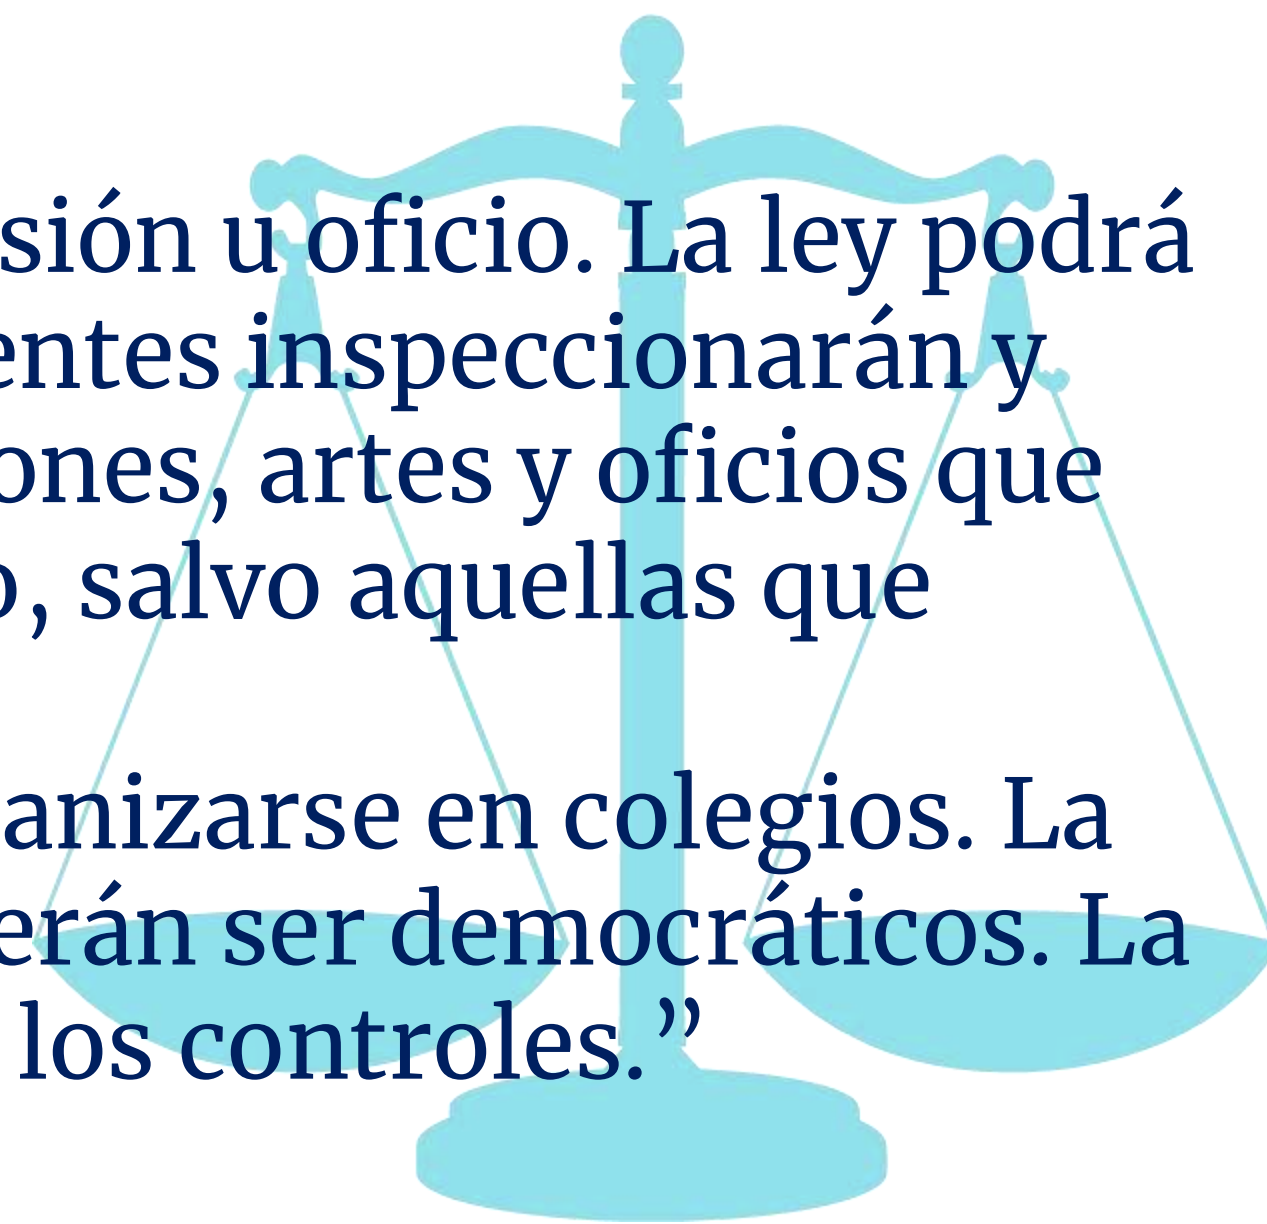 sión u oficio. La ley podrá
entes inspeccionarán y
ones, artes y oficios que
o, salvo aquellas que
anizarse en colegios. La
erán ser democráticos. La
los controles.”